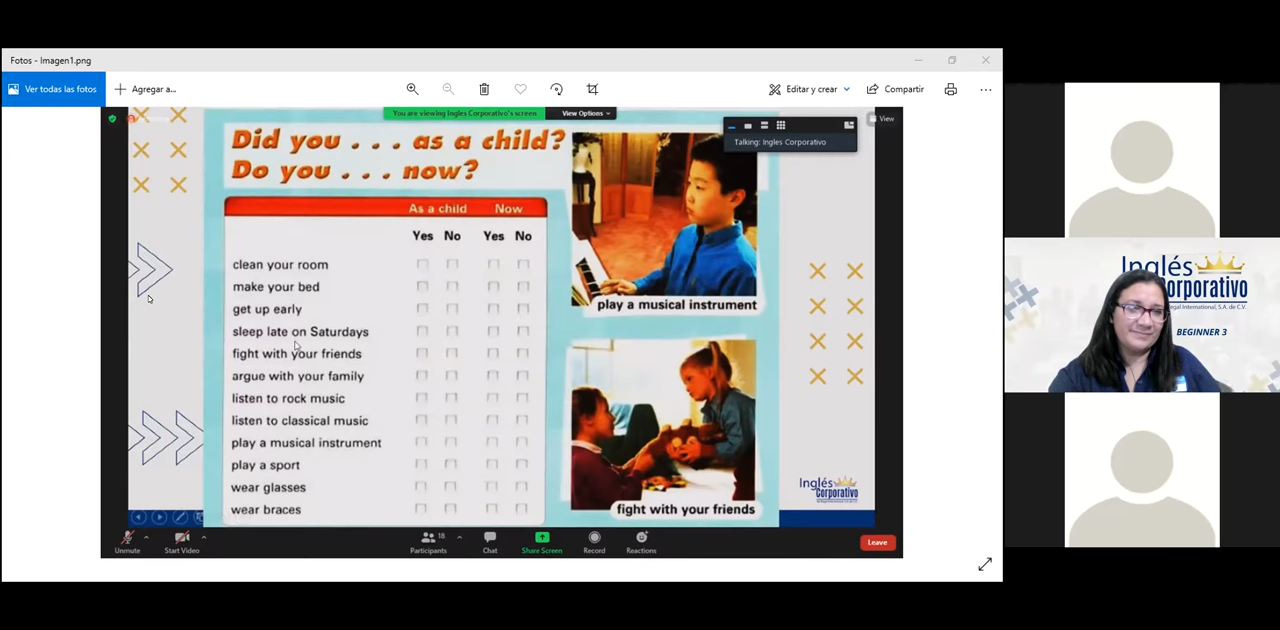 Fotos - Imagen1.png
Ver todas las fotos
Agregar a...
Editar y crear
Compartir
You are viewing Ingles Corporativo's screen
View Options
View
Talking: Ingles Corporativo
Did you . . . as a child?
Do you . . . now?
As a child Now
Yes No Yes No
clean your room
make your bed
get up early
sleep late on Saturdays
fight with your friends
argue with your family
listen to rock music
listen to classical music
play a musical instrument
play a sport
wear glasses
wear braces
play a musical instrument
fight with your friends
Inglés
Corporativo
Unmute
Start Video
Participants
18
Chat
Share Screen
Record
Reactions
Leave
Inglés
Corporativo
BEGINNER 3